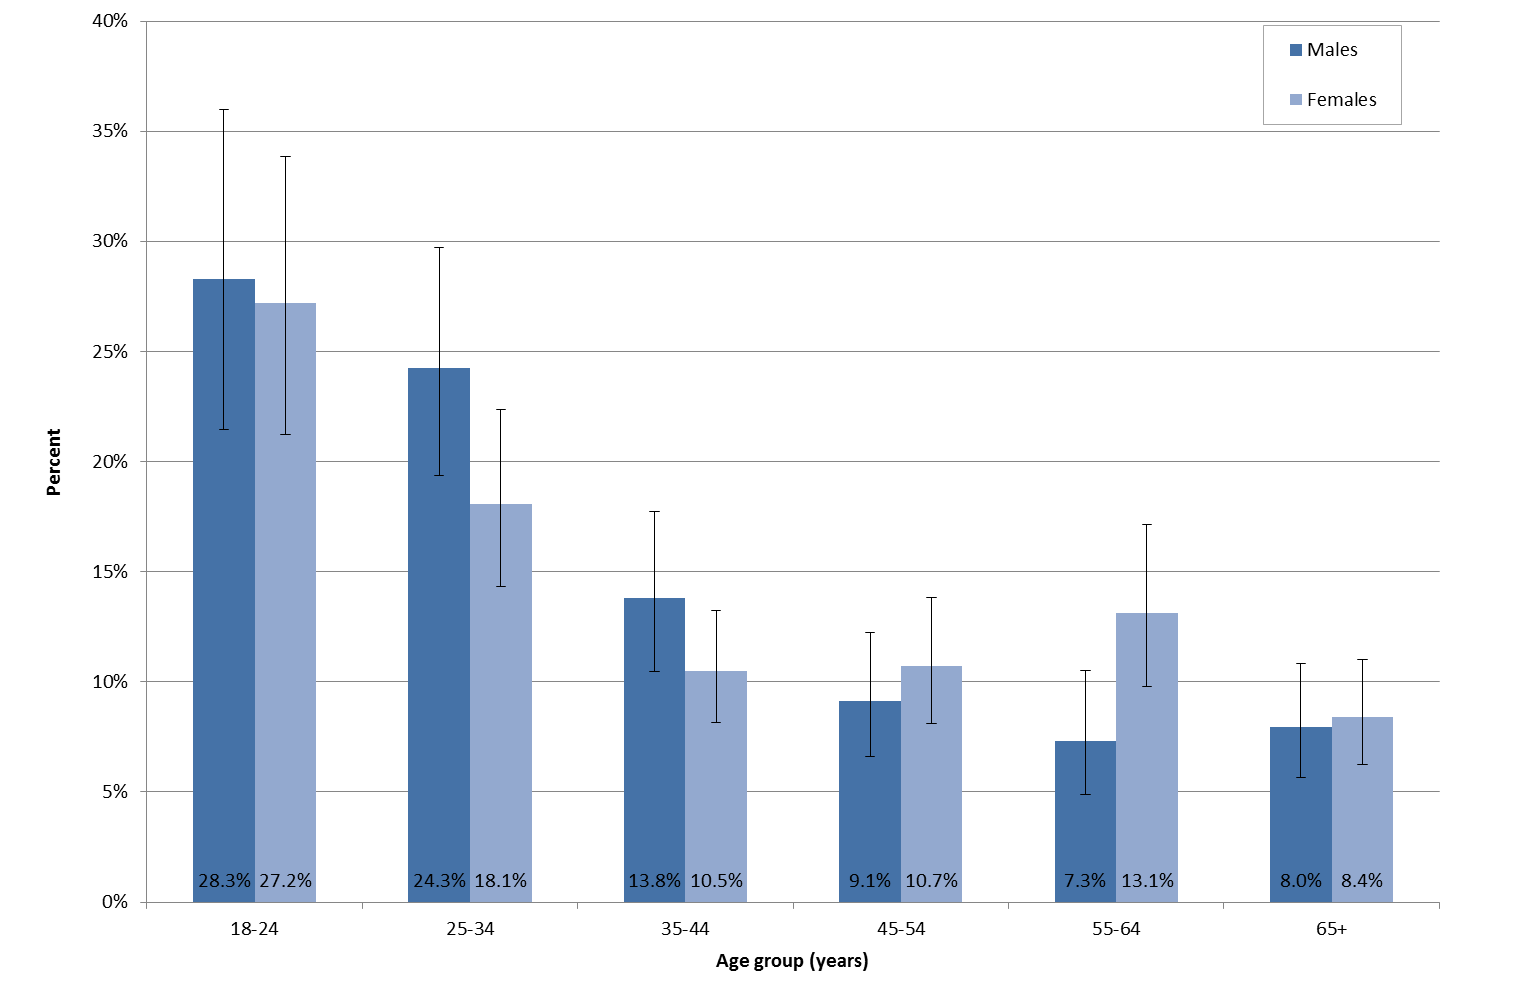 40%
Males
Females
35%
30%
25%
20%
15%
10%
5%
0%
Percent
28.3% 27.2% 24.3% 18.1% 13.8% 10.5% 9.1% 10.7% 7.3% 13.1% 8.0% 8.4%
18-24 25-34 35-44 45-54 55-64 65+
Age group (years)